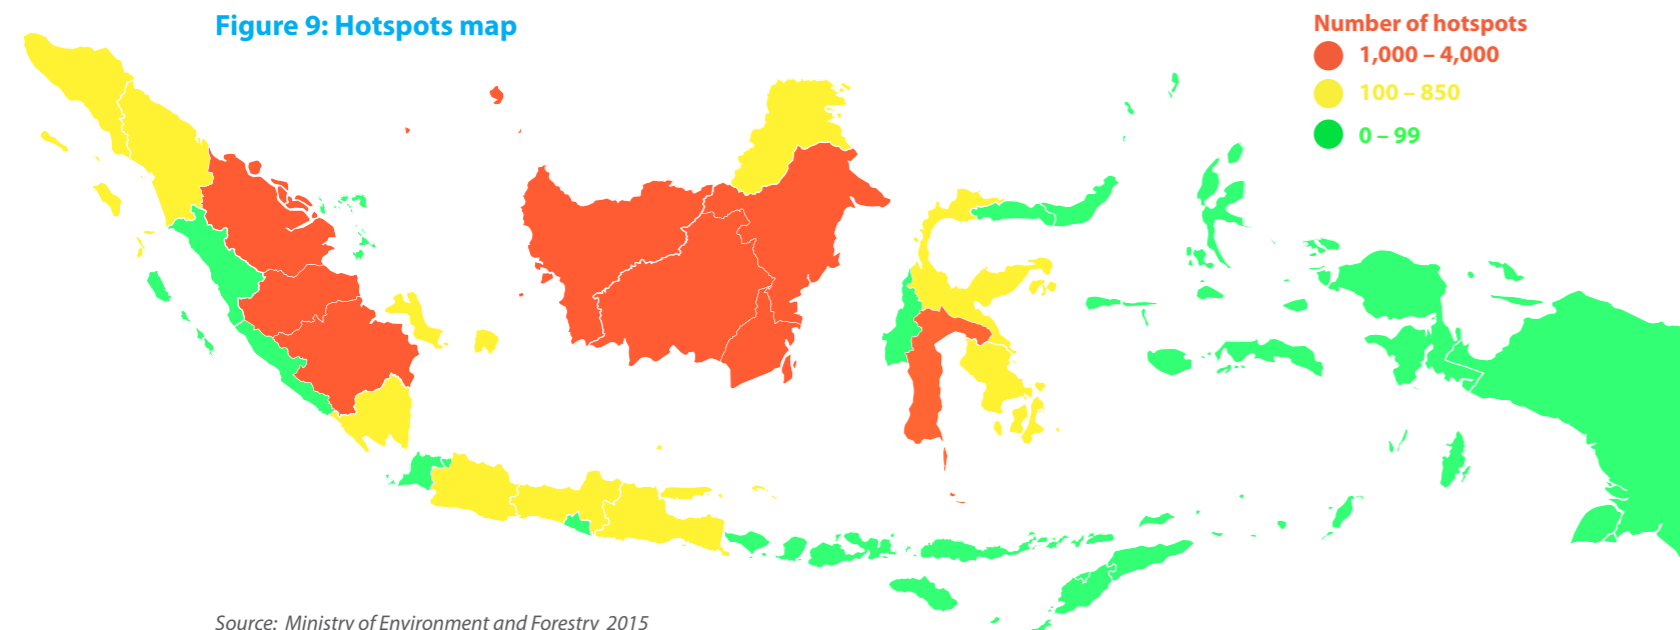 Figure 9: Hotspots map
Number of hotspots
1,000 – 4,000
100 – 850
0 – 99
Source: Ministry of Environment and Forestry 2015